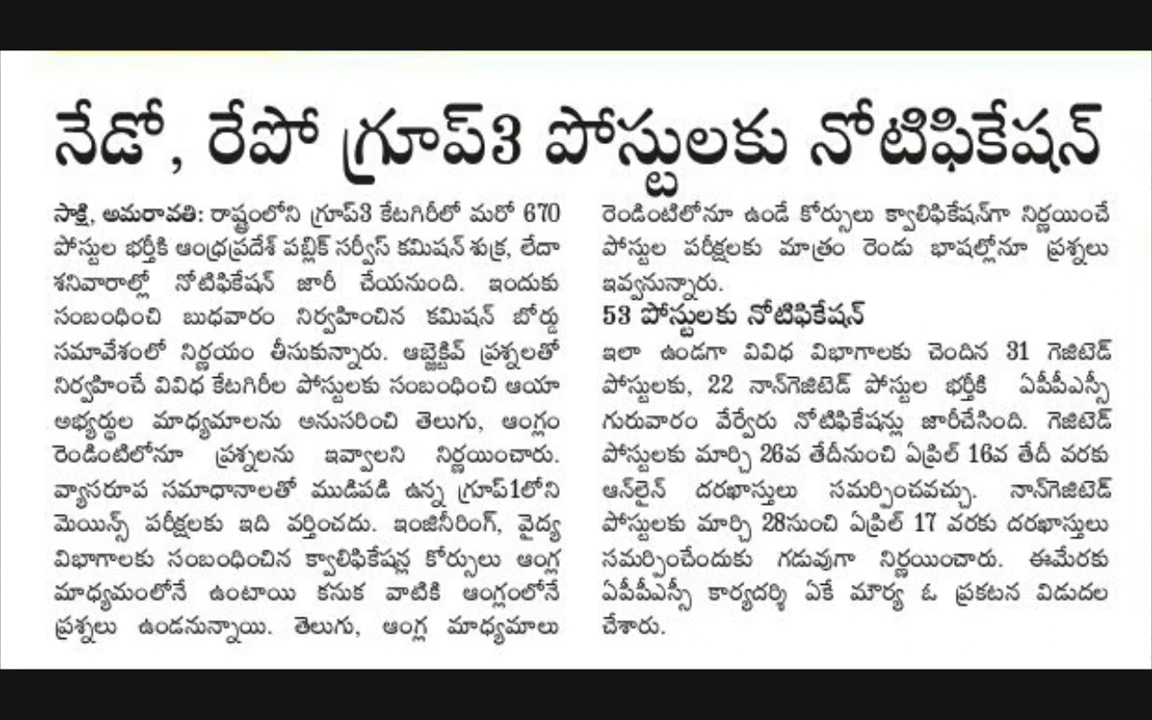 నేడో, రేపో గ్రూప్3 పోస్టులకు నోటిఫికేషన్
సాక్షి, అమరావతి: రాష్ట్రంలోని గ్రూప్3 కేటగిరీలో మరో 670
పోస్టుల భర్తీకి ఆంధ్రప్రదేశ్ పబ్లిక్ సర్వీస్ కమిషన్ శుక్ర, లేదా
శనివారాల్లో నోటిఫికేషన్ జారీ చేయనుంది. ఇందుకు
సంబంధించి బుధవారం నిర్వహించిన కమిషన్ బోర్డు
సమావేశంలో నిర్ణయం తీసుకున్నారు. ఆబ్జెక్టివ్ ప్రశ్నలతో
నిర్వహించే వివిధ కేటగిరీల పోస్టులకు సంబంధించి ఆయా
అభ్యర్థుల మాధ్యమాలను అనుసరించి తెలుగు, ఆంగ్లం
రెండింటిలోనూ ప్రశ్నలను ఇవ్వాలని నిర్ణయించారు.
వ్యాసరూప సమాధానాలతో ముడిపడి ఉన్న గ్రూప్1లోని
మెయిన్స్ పరీక్షలకు ఇది వర్తించదు. ఇంజినీరింగ్, వైద్య
విభాగాలకు సంబంధించిన క్వాలిఫికేషన్ల కోర్సులు ఆంగ్ల
మాధ్యమంలోనే ఉంటాయి కనుక వాటికి ఆంగ్లంలోనే
ప్రశ్నలు ఉండనున్నాయి. తెలుగు, ఆంగ్ల మాధ్యమాలు
రెండింటిలోనూ ఉండే కోర్సులు క్వాలిఫికేషన్‌గా నిర్ణయించే
పోస్టుల పరీక్షలకు మాత్రం రెండు భాషల్లోనూ ప్రశ్నలు
ఇవ్వనున్నారు.
53 పోస్టులకు నోటిఫికేషన్
ఇలా ఉండగా వివిధ విభాగాలకు చెందిన 31 గెజిటెడ్
పోస్టులకు, 22 నాన్‌గెజిటెడ్ పోస్టుల భర్తీకి ఏపీపీఎస్సీ
గురువారం వేర్వేరు నోటిఫికేషన్లు జారీచేసింది. గెజిటెడ్
పోస్టులకు మార్చి 26వ తేదీనుంచి ఏప్రిల్ 16వ తేదీ వరకు
ఆన్‌లైన్ దరఖాస్తులు సమర్పించవచ్చు. నాన్‌గెజిటెడ్
పోస్టులకు మార్చి 28నుంచి ఏప్రిల్ 17 వరకు దరఖాస్తులు
సమర్పించేందుకు గడువుగా నిర్ణయించారు. ఈమేరకు
ఏపీపీఎస్సీ కార్యదర్శి ఏకే మౌర్య ఓ ప్రకటన విడుదల
చేశారు.